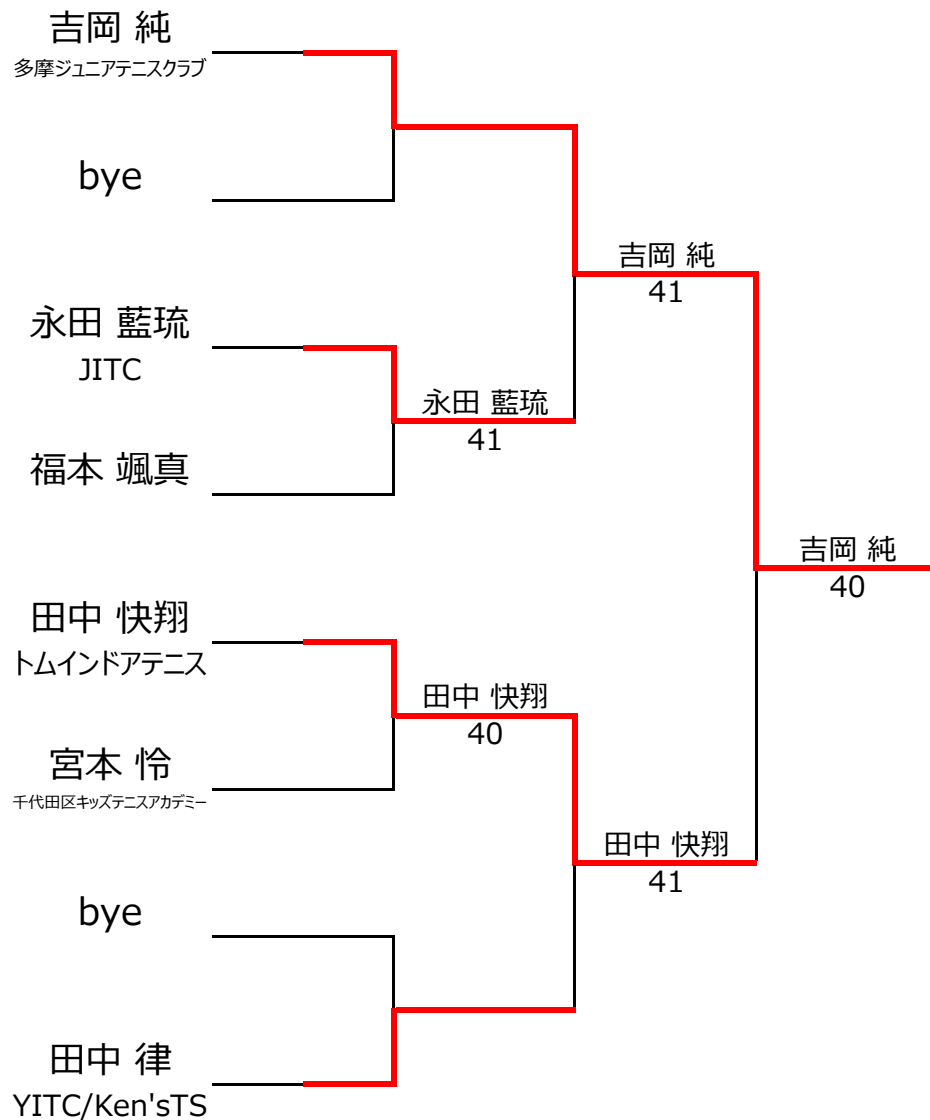 吉岡 純
多摩ジュニアテニスクラブ
bye
吉岡 純
41
永田 藍琉
JITC
永田 藍琉
41
福本 颯真
吉岡 純
40
田中 快翔
トムインドアテニス
田中 快翔
40
宮本 怜
千代田区キッズテニスアカデミー
田中 快翔
41
bye
田中 律
YITC/Ken'sTS